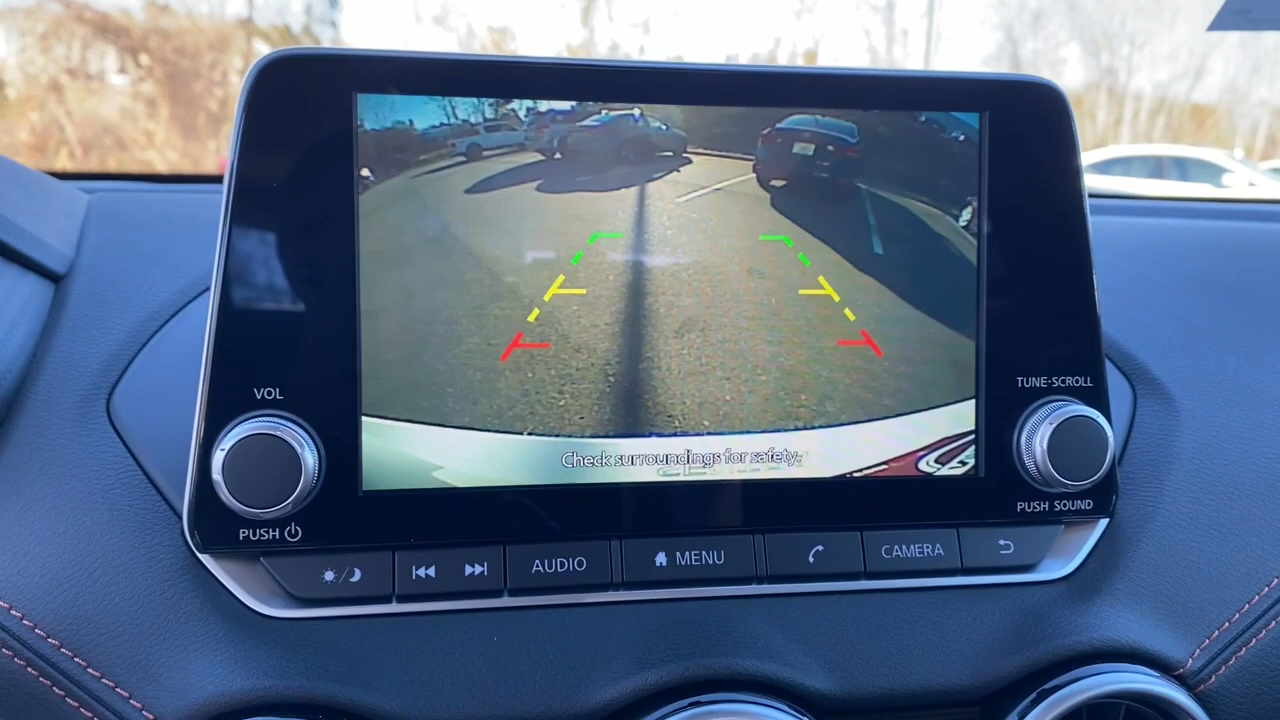 Check surroundings for safety.
VOL
PUSH
TUNE·SCROLL
PUSH SOUND
AUDIO
MENU
CAMERA